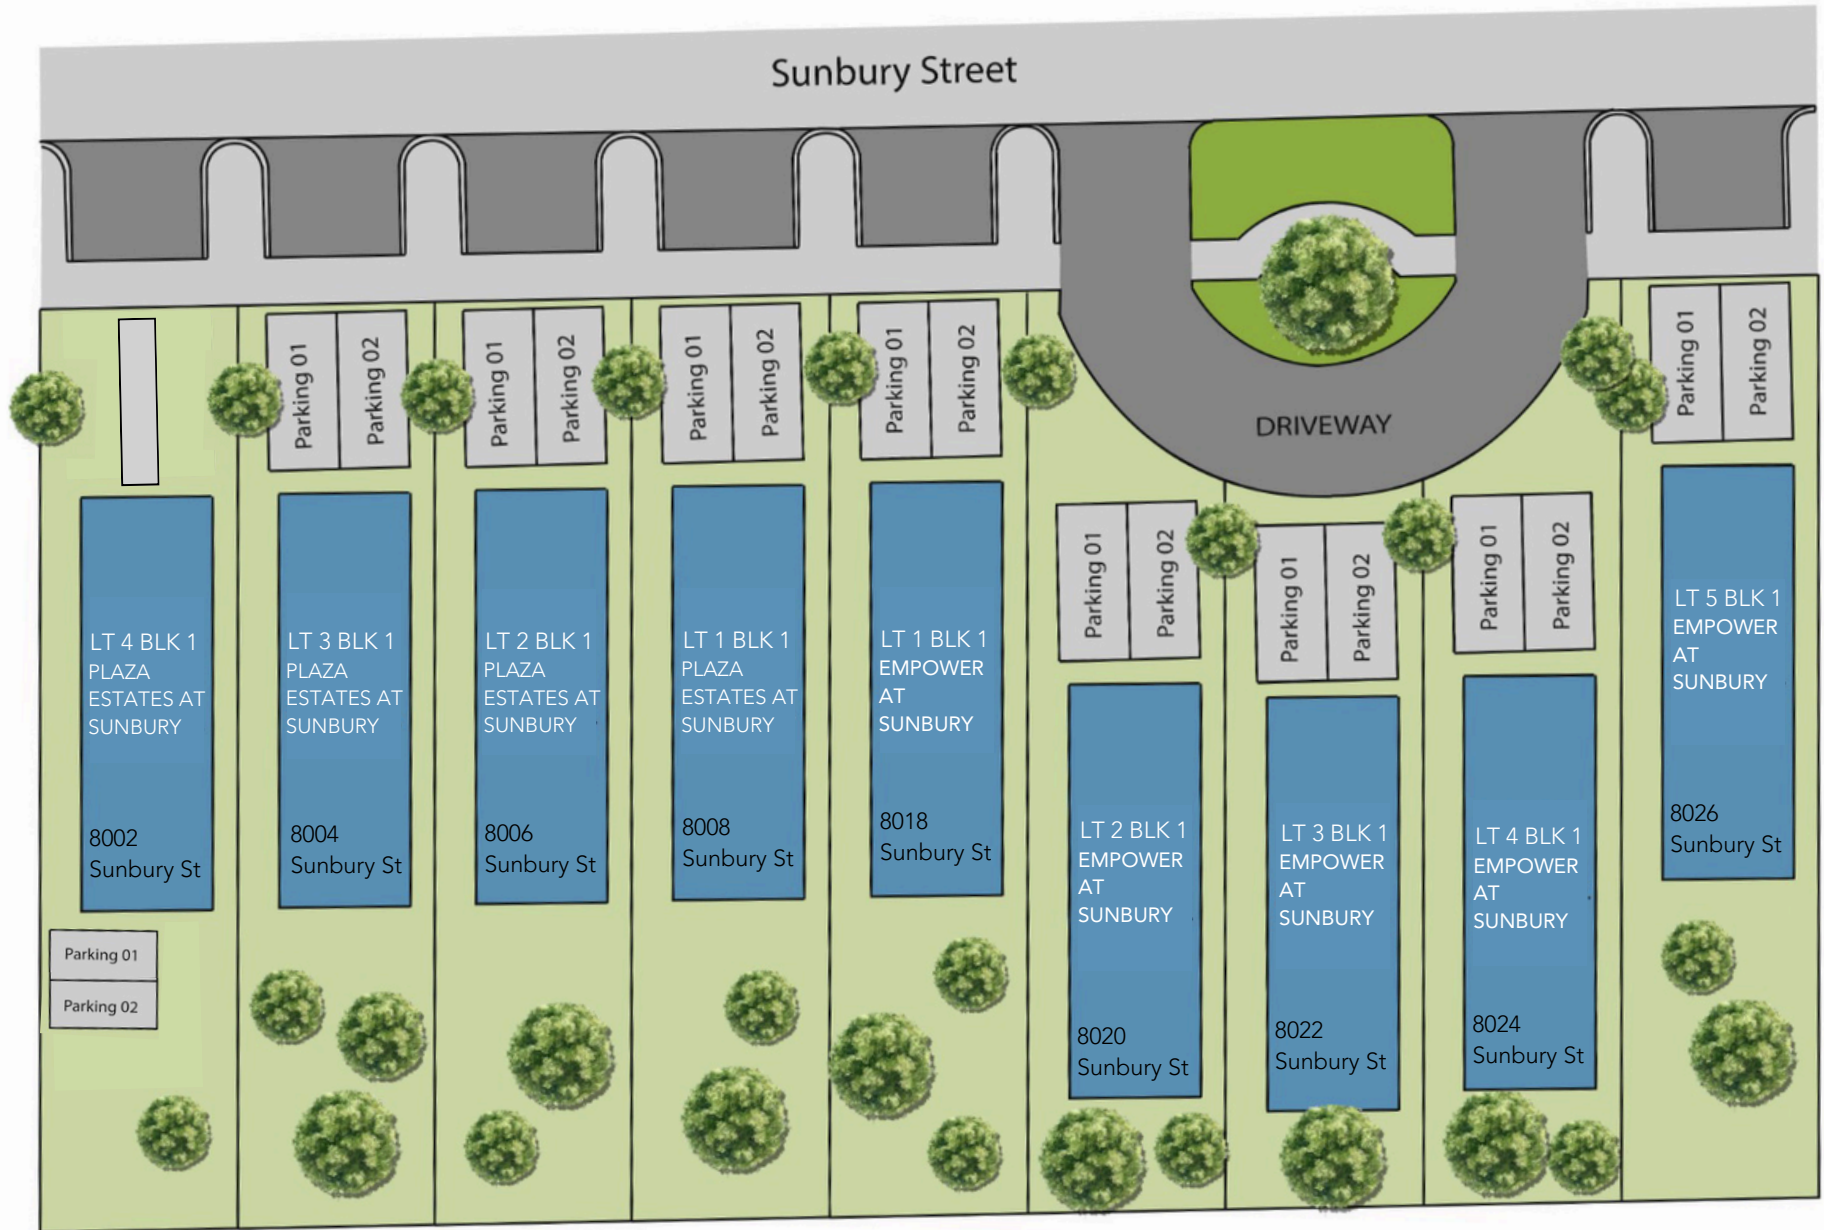 Sunbury Street
DRIVEWAY
Parking 01
Parking 02
Parking 01
Parking 02
Parking 01
Parking 02
Parking 01
Parking 02
Parking 01
Parking 02
Parking 01
Parking 02
Parking 01
Parking 02
Parking 01
Parking 02
LT 4 BLK 1
PLAZA
ESTATES AT
SUNBURY
8002
Sunbury St
Parking 01
Parking 02
LT 3 BLK 1
PLAZA
ESTATES AT
SUNBURY
8004
Sunbury St
LT 2 BLK 1
PLAZA
ESTATES AT
SUNBURY
8006
Sunbury St
LT 1 BLK 1
PLAZA
ESTATES AT
SUNBURY
8008
Sunbury St
LT 1 BLK 1
EMPOWER
AT
SUNBURY
8018
Sunbury St
LT 2 BLK 1
EMPOWER
AT
SUNBURY
8020
Sunbury St
LT 3 BLK 1
EMPOWER
AT
SUNBURY
8022
Sunbury St
LT 4 BLK 1
EMPOWER
AT
SUNBURY
8024
Sunbury St
LT 5 BLK 1
EMPOWER
AT
SUNBURY
8026
Sunbury St